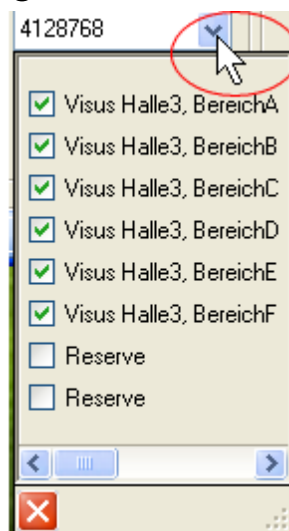 4128768
Visus Halle3, BereichA
Visus Halle3, BereichB
Visus Halle3, BereichC
Visus Halle3, BereichD
Visus Halle3, BereichE
Visus Halle3, BereichF
Reserve
Reserve